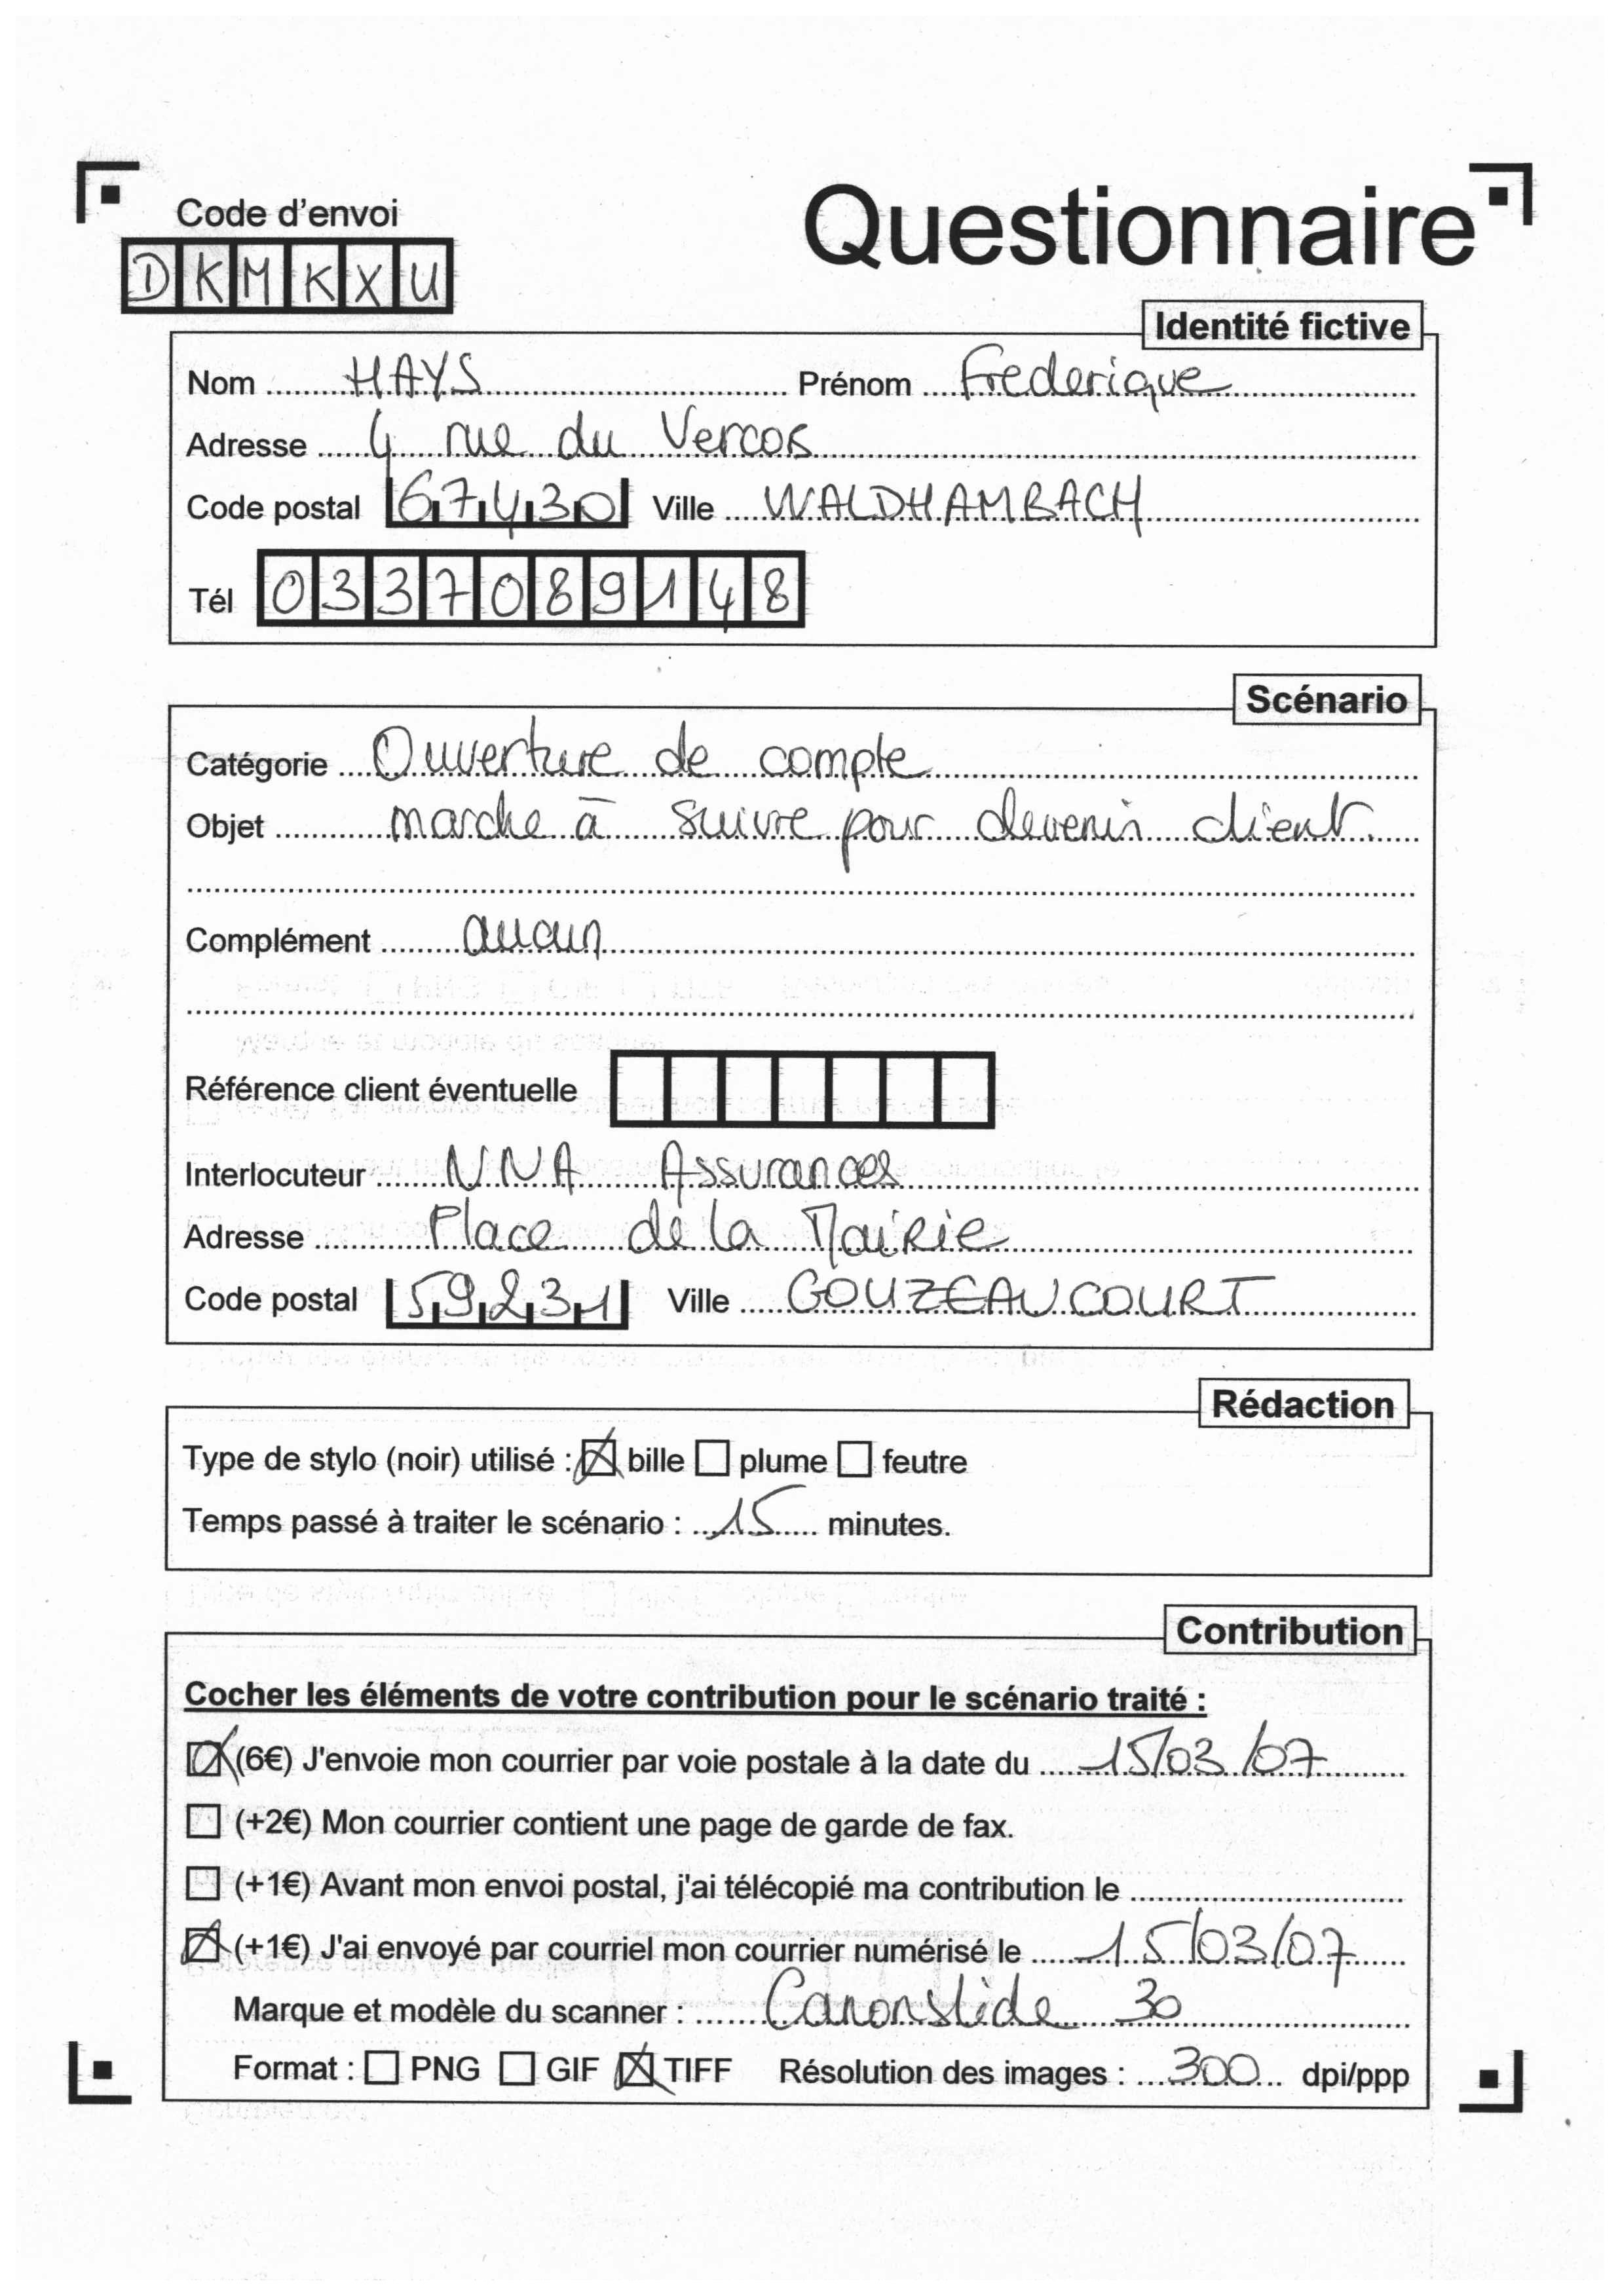 Code d'envoi
Questionnaire
DKMKXU
Identité fictive
Nom HAYS Prénom Frederique
Adresse 4 rue du Vercos
Code postal 67430 Ville WALDHAMBACH
Tél 0337089148
Scénario
Catégorie Ouverture de compte
Objet marche à suivre pour devenir client.
Complément aucun
Référence client éventuelle
Interlocuteur NNA Assurances
Adresse Place de la Mairie
Code postal 59231 Ville GOUZEAUCOURT
Rédaction
Type de stylo (noir) utilisé : bille plume feutre
Temps passé à traiter le scénario : 15 minutes.
Contribution
Cocher les éléments de votre contribution pour le scénario traité :
(6€) J'envoie mon courrier par voie postale à la date du 15/03/07
(+2€) Mon courrier contient une page de garde de fax.
(+1€) Avant mon envoi postal, j'ai télécopié ma contribution le
(+1€) J'ai envoyé par courriel mon courrier numérisé le 15/03/07
Marque et modèle du scanner : Canonslide 30
Format : PNG GIF TIFF Résolution des images : 300 dpi/ppp